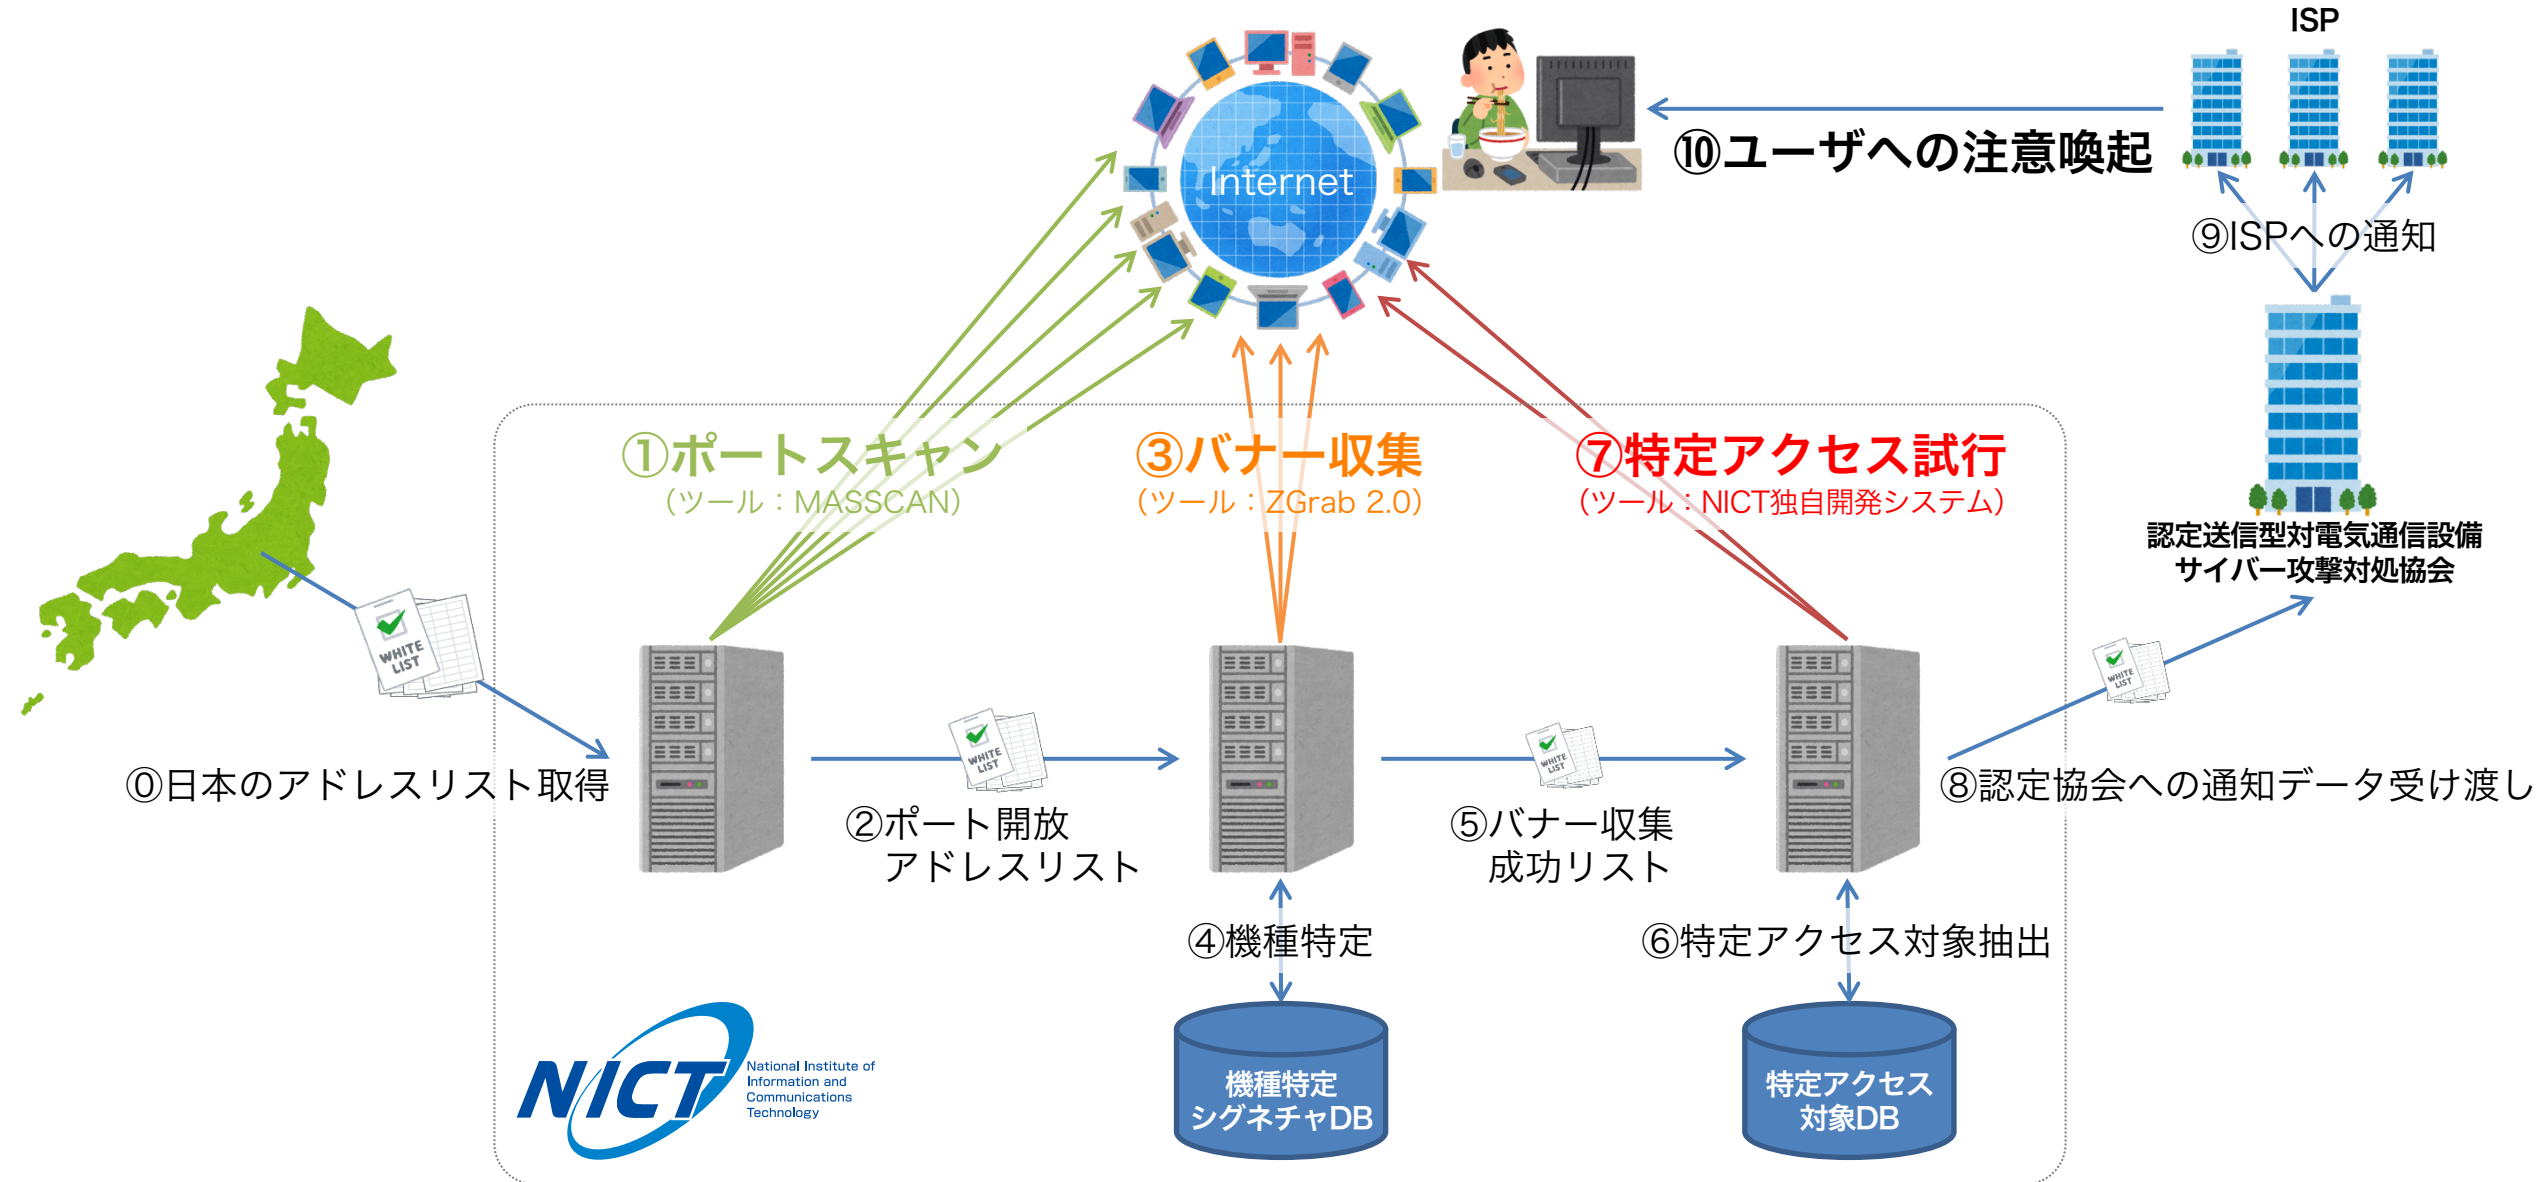 ISP
Internet
⑩ユーザへの注意喚起
⑨ISPへの通知
①ポートスキャン
(ツール：MASSCAN)
③バナー収集
(ツール：ZGrab 2.0)
⑦特定アクセス試行
(ツール：NICT独自開発システム)
認定送信型対電気通信設備
サイバー攻撃対処協会
WHITE
LIST
⓪日本のアドレスリスト取得
WHITE
LIST
②ポート開放
アドレスリスト
WHITE
LIST
⑤バナー収集
成功リスト
WHITE
LIST
⑧認定協会への通知データ受け渡し
④機種特定
⑥特定アクセス対象抽出
NICT
National Institute of
Information and
Communications
Technology
機種特定
シグネチャDB
特定アクセス
対象DB